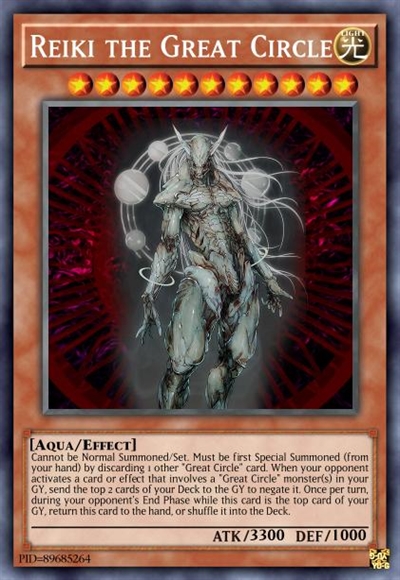 REIKI THE GREAT CIRCLE
LIGHT
光
[AQUA/EFFECT]
Cannot be Normal Summoned/Set. Must be first Special Summoned (from
your hand) by discarding 1 other "Great Circle" card. When your opponent
activates a card or effect that involves a "Great Circle" monster(s) in your
GY, send the top 2 cards of your Deck to the GY to negate it. Once per turn,
during your opponent's End Phase while this card is the top card of your
GY, return this card to the hand, or shuffle it into the Deck.
ATK/3300 DEF/1000
PID=89685264